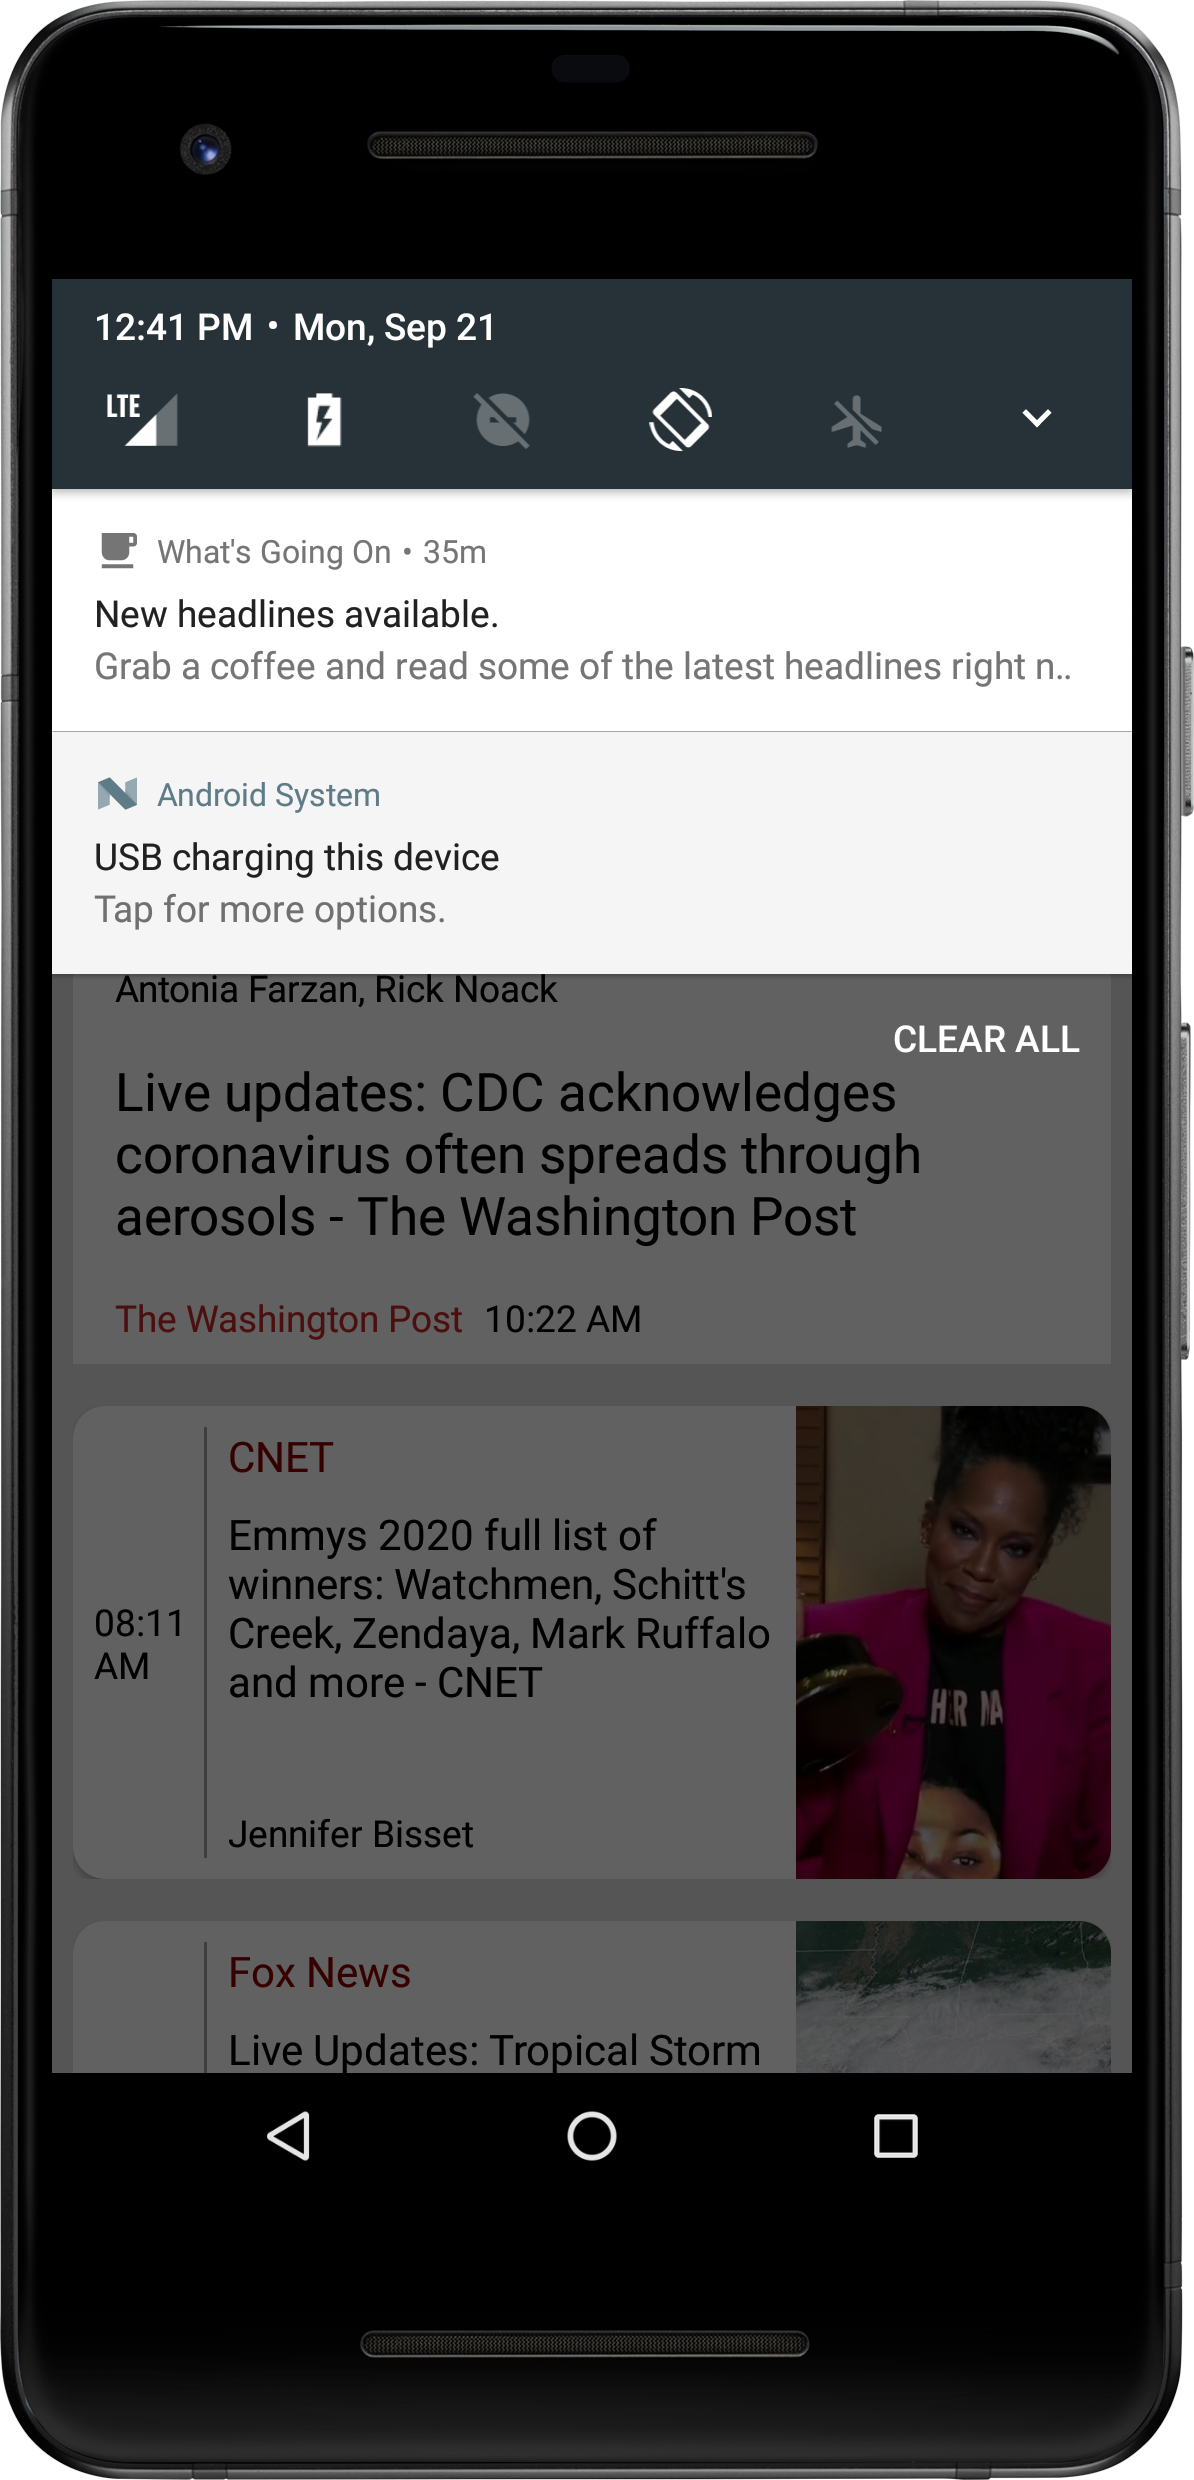 12:41 PM • Mon, Sep 21
LTE
What's Going On • 35m
New headlines available.
Grab a coffee and read some of the latest headlines right n..
Android System
USB charging this device
Tap for more options.
Antonia Farzan, Rick Noack
CLEAR ALL
Live updates: CDC acknowledges
coronavirus often spreads through
aerosols - The Washington Post
The Washington Post 10:22 AM
CNET
Emmys 2020 full list of
winners: Watchmen, Schitt's
Creek, Zendaya, Mark Ruffalo
and more - CNET
08:11
AM
Jennifer Bisset
Fox News
Live Updates: Tropical Storm